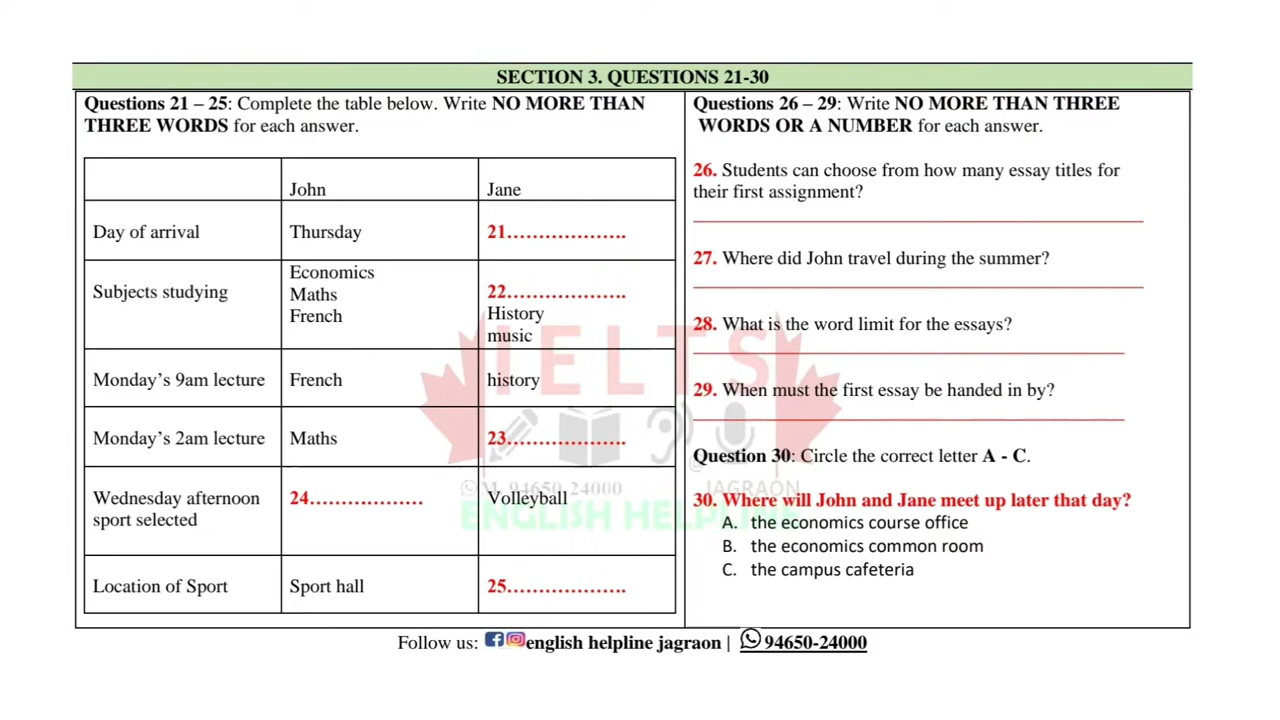 SECTION 3. QUESTIONS 21-30
Questions 21 – 25: Complete the table below. Write NO MORE THAN
THREE WORDS for each answer.
John Jane
Day of arrival Thursday 21………………..
Subjects studying
Economics
Maths
French
22………………..
History
music
Monday's 9am lecture French history
Monday's 2am lecture Maths 23………………..
Wednesday afternoon
sport selected
24……………… Volleyball
Location of Sport Sport hall 25………………..
Questions 26 – 29: Write NO MORE THAN THREE
WORDS OR A NUMBER for each answer.
26. Students can choose from how many essay titles for
their first assignment?
27. Where did John travel during the summer?
28. What is the word limit for the essays?
29. When must the first essay be handed in by?
Question 30: Circle the correct letter A - C.
30. Where will John and Jane meet up later that day?
A. the economics course office
B. the economics common room
C. the campus cafeteria
IELTS
94650-24000 JAGRAON
ENGLISH HELPLINE
Follow us: english helpline jagraon | 94650-24000